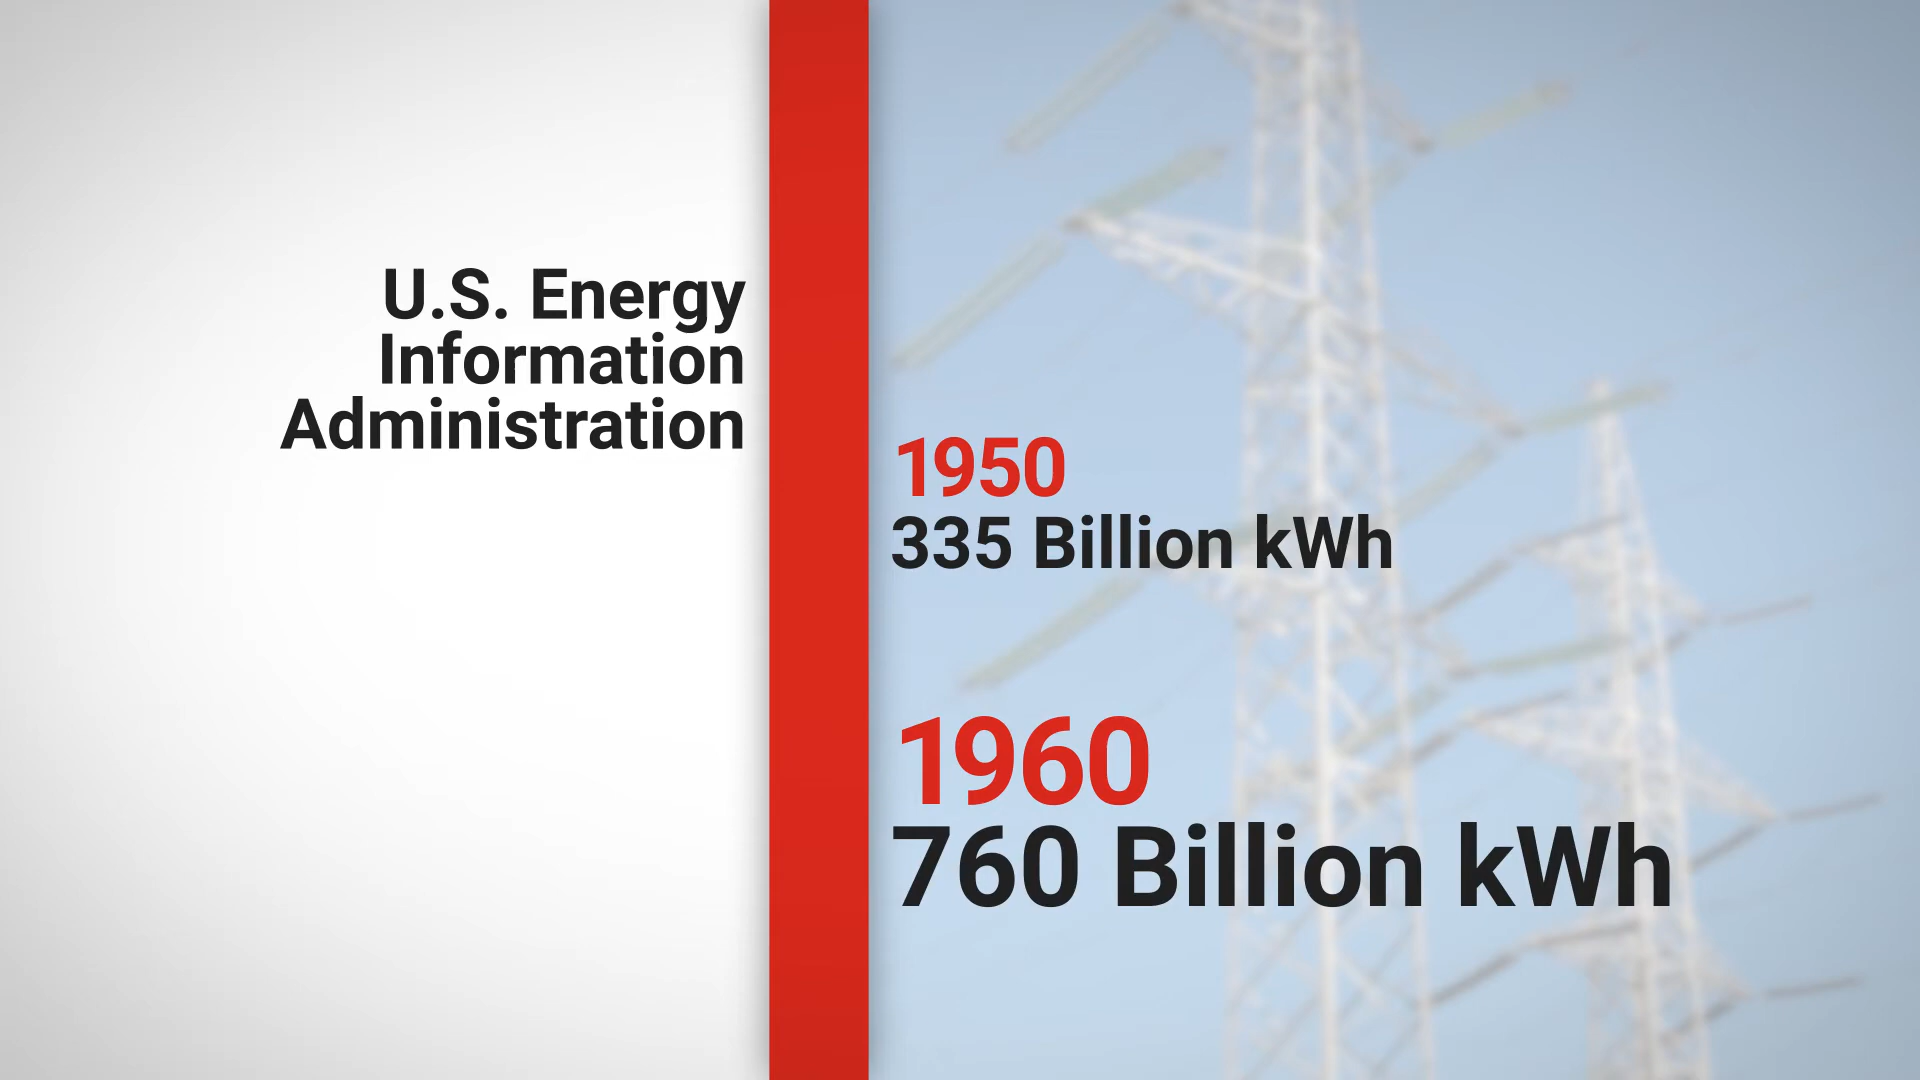 U.S. Energy
Information
Administration
1950
335 Billion kWh
1960
760 Billion kWh